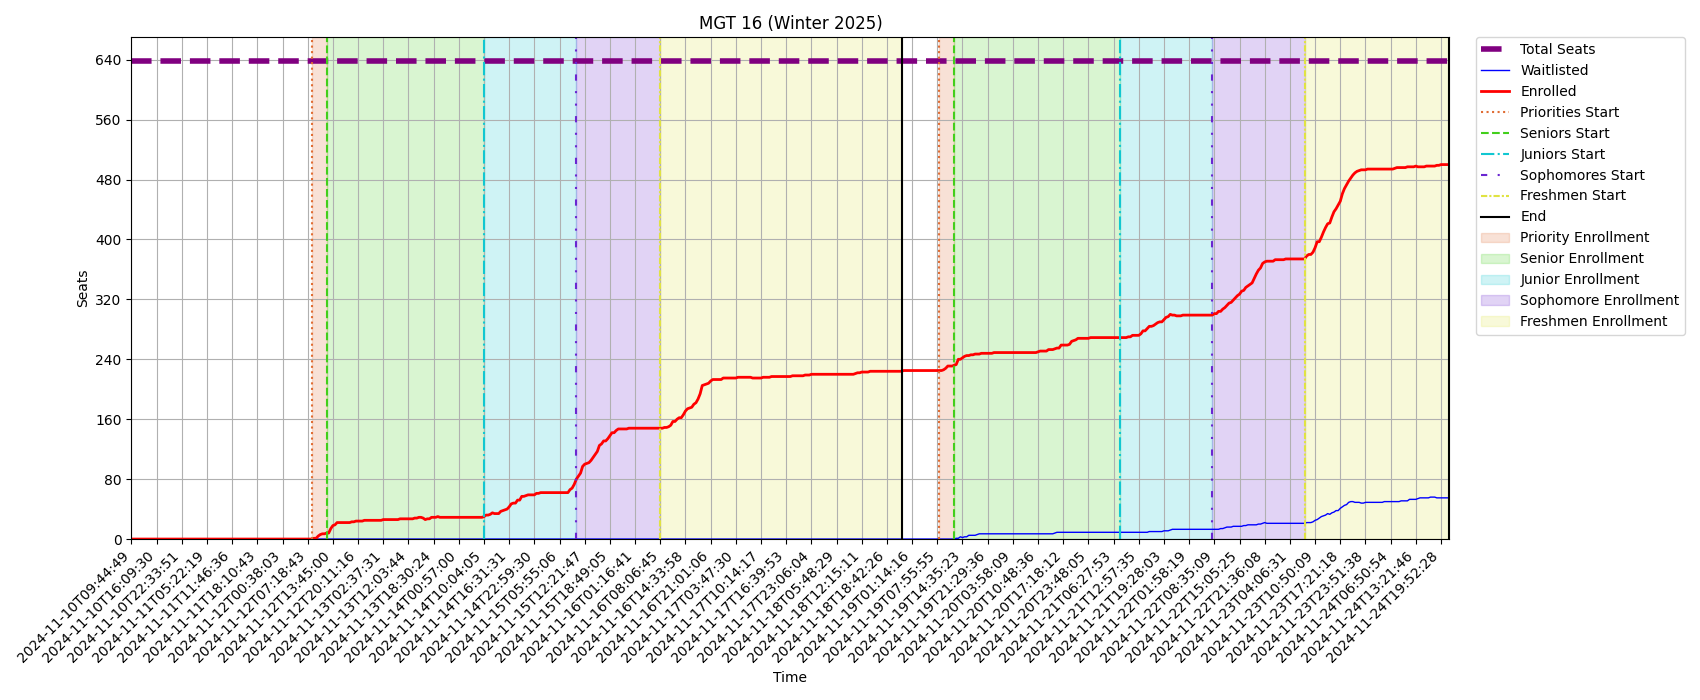 MGT 16 (Winter 2025)
640
560
480
400
320
240
160
80
0
Seats
2024-11-10T09:44:49
2024-11-10T16:09:30
2024-11-10T22:33:51
2024-11-11T05:22:19
2024-11-11T11:46:36
2024-11-11T18:10:43
2024-11-12T00:38:03
2024-11-12T07:18:43
2024-11-12T13:45:00
2024-11-12T20:11:16
2024-11-13T02:37:31
2024-11-13T12:03:44
2024-11-13T18:30:24
2024-11-14T00:57:00
2024-11-14T10:04:05
2024-11-14T16:31:31
2024-11-14T22:59:30
2024-11-15T05:55:06
2024-11-15T12:21:47
2024-11-15T18:49:05
2024-11-16T01:16:41
2024-11-16T08:06:45
2024-11-16T14:33:58
2024-11-16T21:01:06
2024-11-17T03:47:30
2024-11-17T10:14:17
2024-11-17T16:39:53
2024-11-17T23:06:04
2024-11-18T05:48:29
2024-11-18T12:15:11
2024-11-18T18:42:26
2024-11-19T01:14:16
2024-11-19T07:55:55
2024-11-19T14:35:23
2024-11-19T21:29:36
2024-11-20T03:58:09
2024-11-20T10:48:36
2024-11-20T17:18:12
2024-11-20T23:48:05
2024-11-21T06:27:53
2024-11-21T12:57:35
2024-11-21T19:28:03
2024-11-22T01:58:19
2024-11-22T08:35:09
2024-11-22T15:05:25
2024-11-22T21:36:08
2024-11-23T04:06:31
2024-11-23T10:50:09
2024-11-23T17:21:18
2024-11-23T23:51:38
2024-11-24T06:50:54
2024-11-24T13:21:46
2024-11-24T19:52:28
Time
Total Seats
Waitlisted
Enrolled
Priorities Start
Seniors Start
Juniors Start
Sophomores Start
Freshmen Start
End
Priority Enrollment
Senior Enrollment
Junior Enrollment
Sophomore Enrollment
Freshmen Enrollment